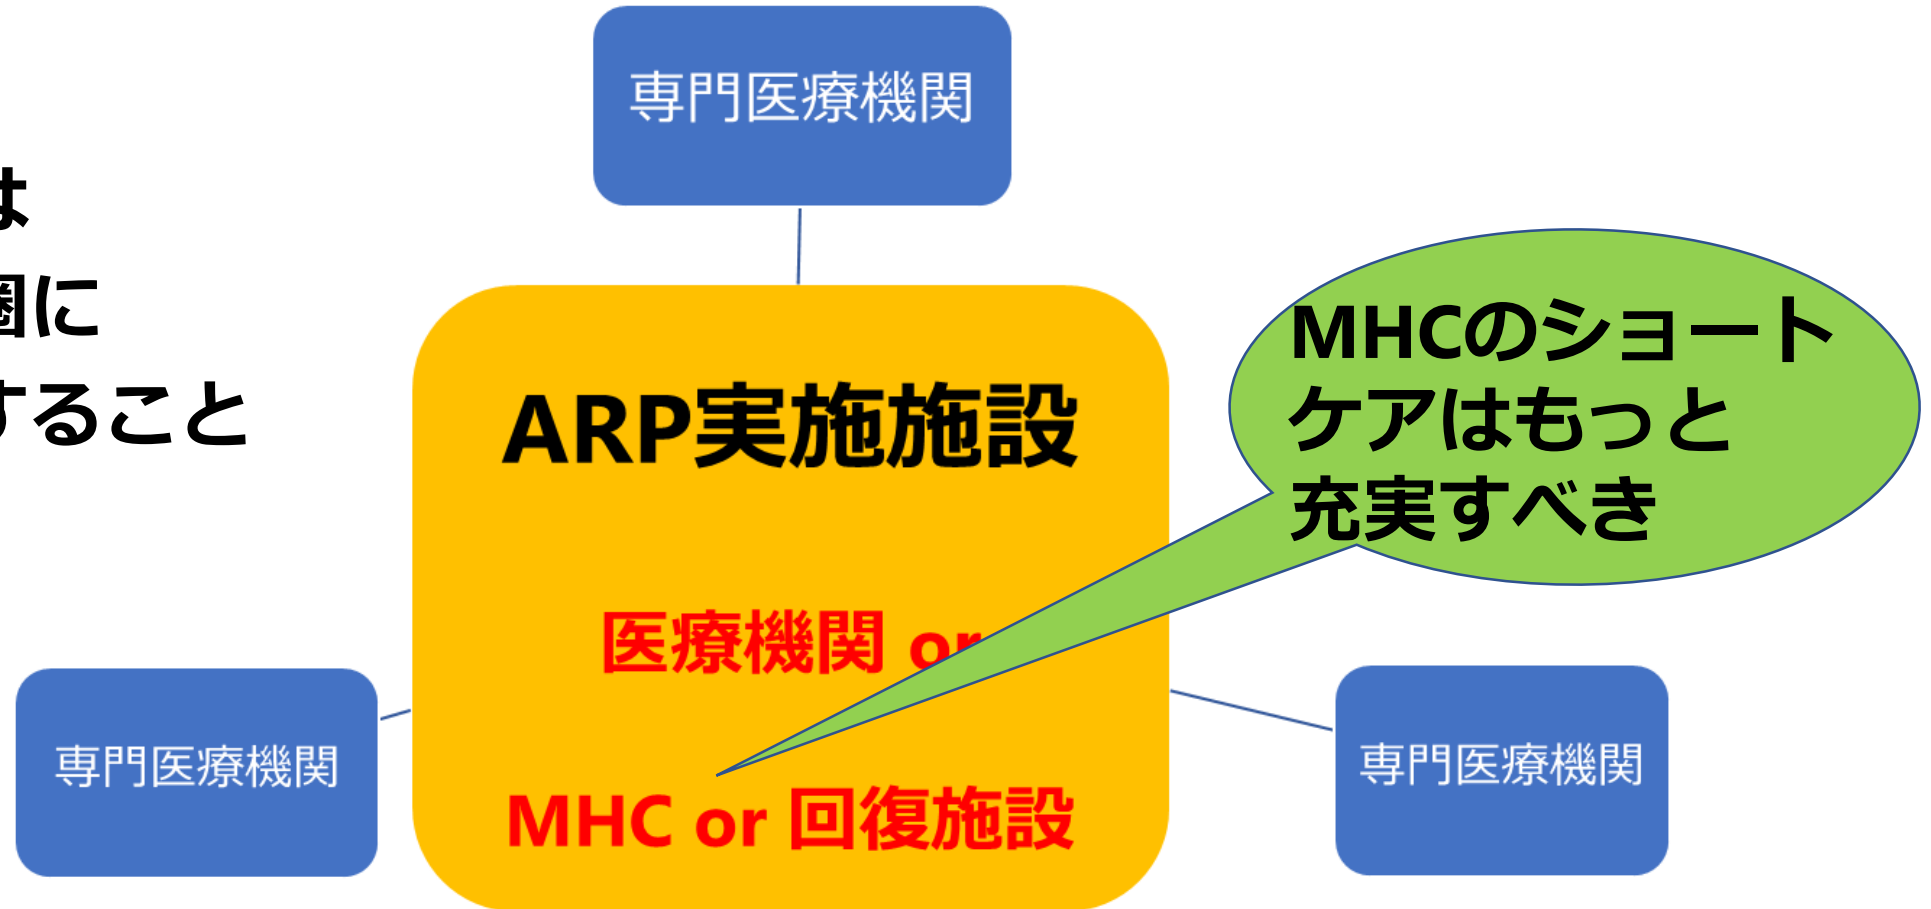 専門医療機関
は
圏に
すること
MHCのショート
ケアはもっと
充実すべき
ARP実施施設
医療機関 or
MHC or 回復施設
専門医療機関
専門医療機関